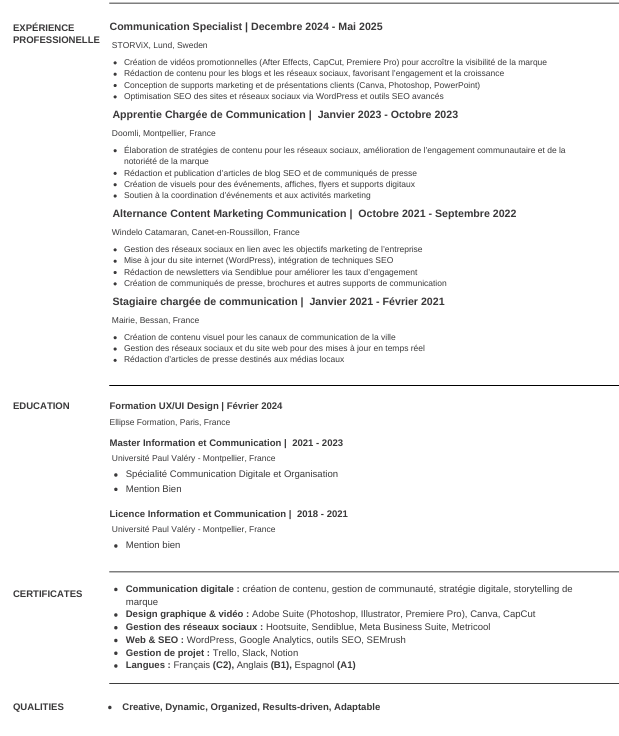 EXPÉRIENCE
PROFESSIONELLE
Communication Specialist | Decembre 2024 - Mai 2025
STORViX, Lund, Sweden
• Création de vidéos promotionnelles (After Effects, CapCut, Premiere Pro) pour accroître la visibilité de la marque
• Rédaction de contenu pour les blogs et les réseaux sociaux, favorisant l'engagement et la croissance
• Conception de supports marketing et de présentations clients (Canva, Photoshop, PowerPoint)
• Optimisation SEO des sites et réseaux sociaux via WordPress et outils SEO avancés
Apprentie Chargée de Communication | Janvier 2023 - Octobre 2023
Doomli, Montpellier, France
• Élaboration de stratégies de contenu pour les réseaux sociaux, amélioration de l'engagement communautaire et de la
notoriété de la marque
• Rédaction et publication d'articles de blog SEO et de communiqués de presse
• Création de visuels pour des événements, affiches, flyers et supports digitaux
• Soutien à la coordination d'événements et aux activités marketing
Alternance Content Marketing Communication | Octobre 2021 - Septembre 2022
Windelo Catamaran, Canet-en-Roussillon, France
• Gestion des réseaux sociaux en lien avec les objectifs marketing de l'entreprise
• Mise à jour du site internet (WordPress), intégration de techniques SEO
• Rédaction de newsletters via Sendiblue pour améliorer les taux d'engagement
• Création de communiqués de presse, brochures et autres supports de communication
Stagiaire chargée de communication | Janvier 2021 - Février 2021
Mairie, Bessan, France
• Création de contenu visuel pour les canaux de communication de la ville
• Gestion des réseaux sociaux et du site web pour des mises à jour en temps réel
• Rédaction d'articles de presse destinés aux médias locaux
EDUCATION
Formation UX/UI Design | Février 2024
Ellipse Formation, Paris, France
Master Information et Communication | 2021 - 2023
Université Paul Valéry - Montpellier, France
• Spécialité Communication Digitale et Organisation
• Mention Bien
Licence Information et Communication | 2018 - 2021
Université Paul Valéry - Montpellier, France
• Mention bien
CERTIFICATES
• Communication digitale : création de contenu, gestion de communauté, stratégie digitale, storytelling de
marque
• Design graphique & vidéo : Adobe Suite (Photoshop, Illustrator, Premiere Pro), Canva, CapCut
• Gestion des réseaux sociaux : Hootsuite, Sendiblue, Meta Business Suite, Metricool
• Web & SEO : WordPress, Google Analytics, outils SEO, SEMrush
• Gestion de projet : Trello, Slack, Notion
• Langues : Français (C2), Anglais (B1), Espagnol (A1)
QUALITIES
• Creative, Dynamic, Organized, Results-driven, Adaptable